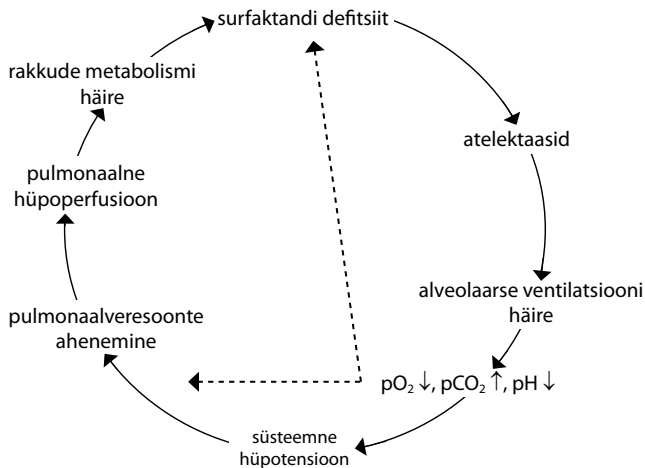 surfaktandi defitsiit
atelektaasid
alveolaarse ventilatsiooni
häire
pO₂ ↓, pCO₂ ↑, pH ↓
süsteemne
hüpotensioon
pulmonaalveresoonte
ahenemine
pulmonaalne
hüpoperfusioon
rakkude metabolismi
häire